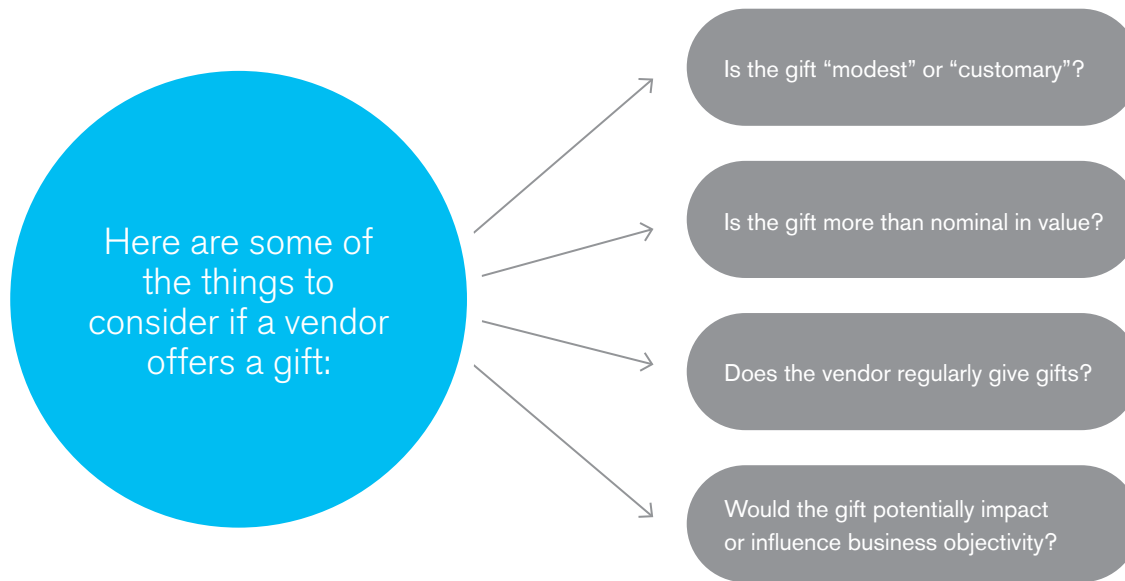 Here are some of
the things to
consider if a vendor
offers a gift:
Is the gift “modest” or “customary”?
Is the gift more than nominal in value?
Does the vendor regularly give gifts?
Would the gift potentially impact
or influence business objectivity?